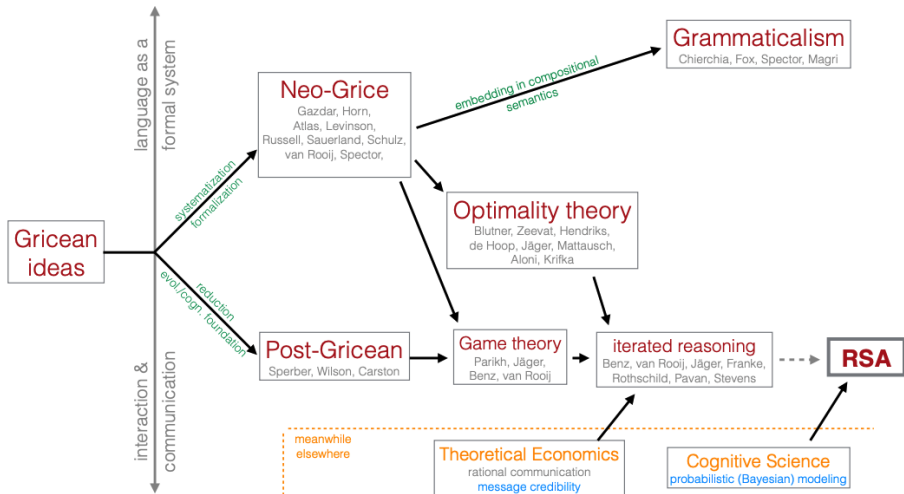 language as a
formal system
Grammaticalism
Chierchia, Fox, Spector, Magri
embedding in compositional
semantics
Neo-Grice
Gazdar, Horn,
Atlas, Levinson,
Russell, Sauerland, Schulz,
van Rooij, Spector,
systematization
formalization
Optimality theory
Blutner, Zeevat, Hendriks,
de Hoop, Jäger, Mattausch,
Aloni, Krifka
Gricean
ideas
reduction
evol./cogn. foundation
Post-Gricean
Sperber, Wilson, Carston
Game theory
Parikh, Jäger,
Benz, van Rooij
iterated reasoning
Benz, van Rooij, Jäger, Franke,
Rothschild, Pavan, Stevens
RSA
interaction &
communication
meanwhile
elsewhere
Theoretical Economics
rational communication
message credibility
Cognitive Science
probabilistic (Bayesian) modeling